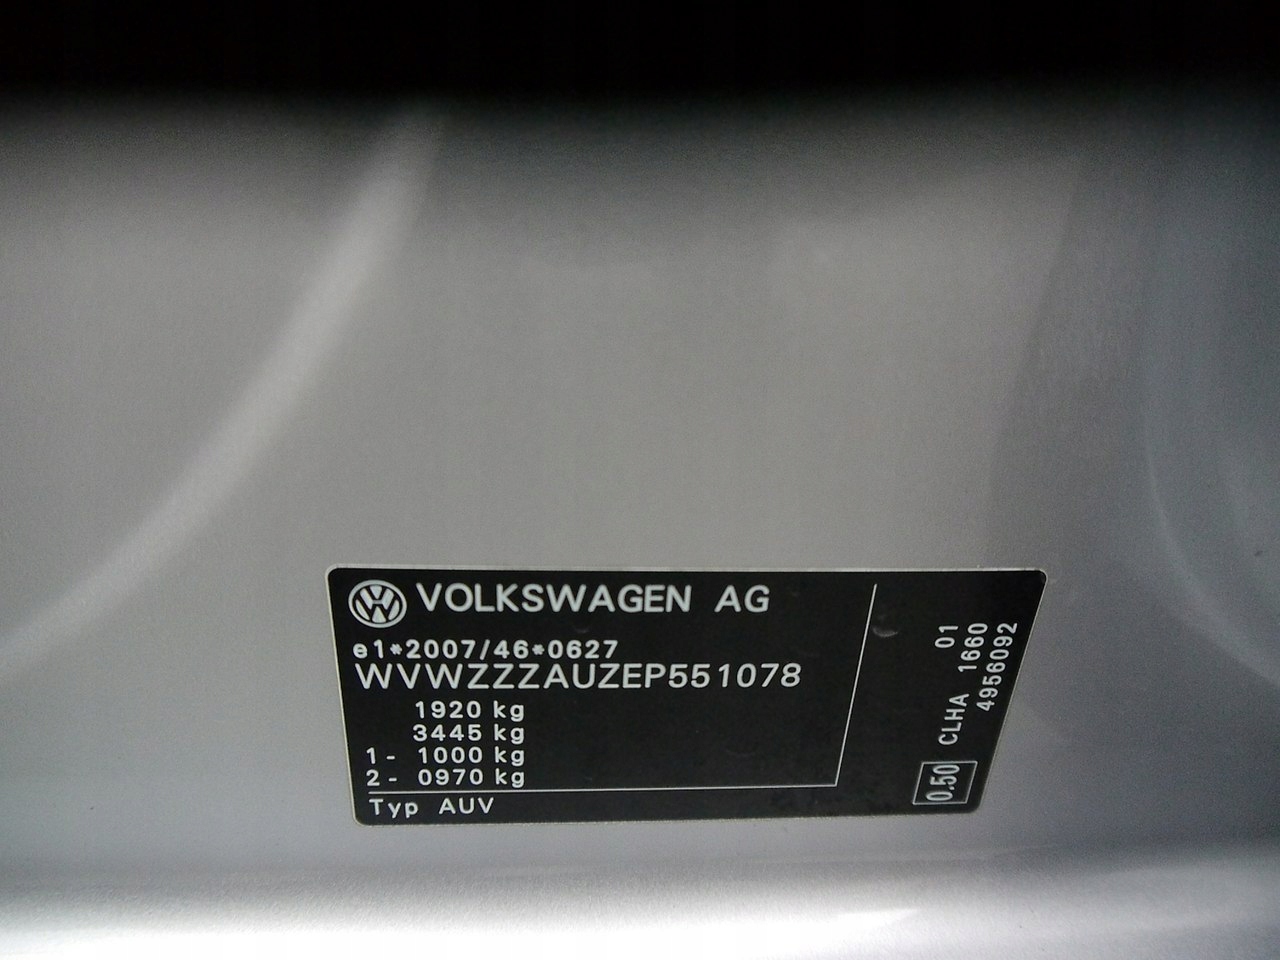 VOLKSWAGEN AG
e1*2007/46*0627
WVWZZZAUZEP551078
1920 kg
3445 kg
1- 1000 kg
2- 0970 kg
Typ AUV
01
CLHA 1660
4956092
0.50